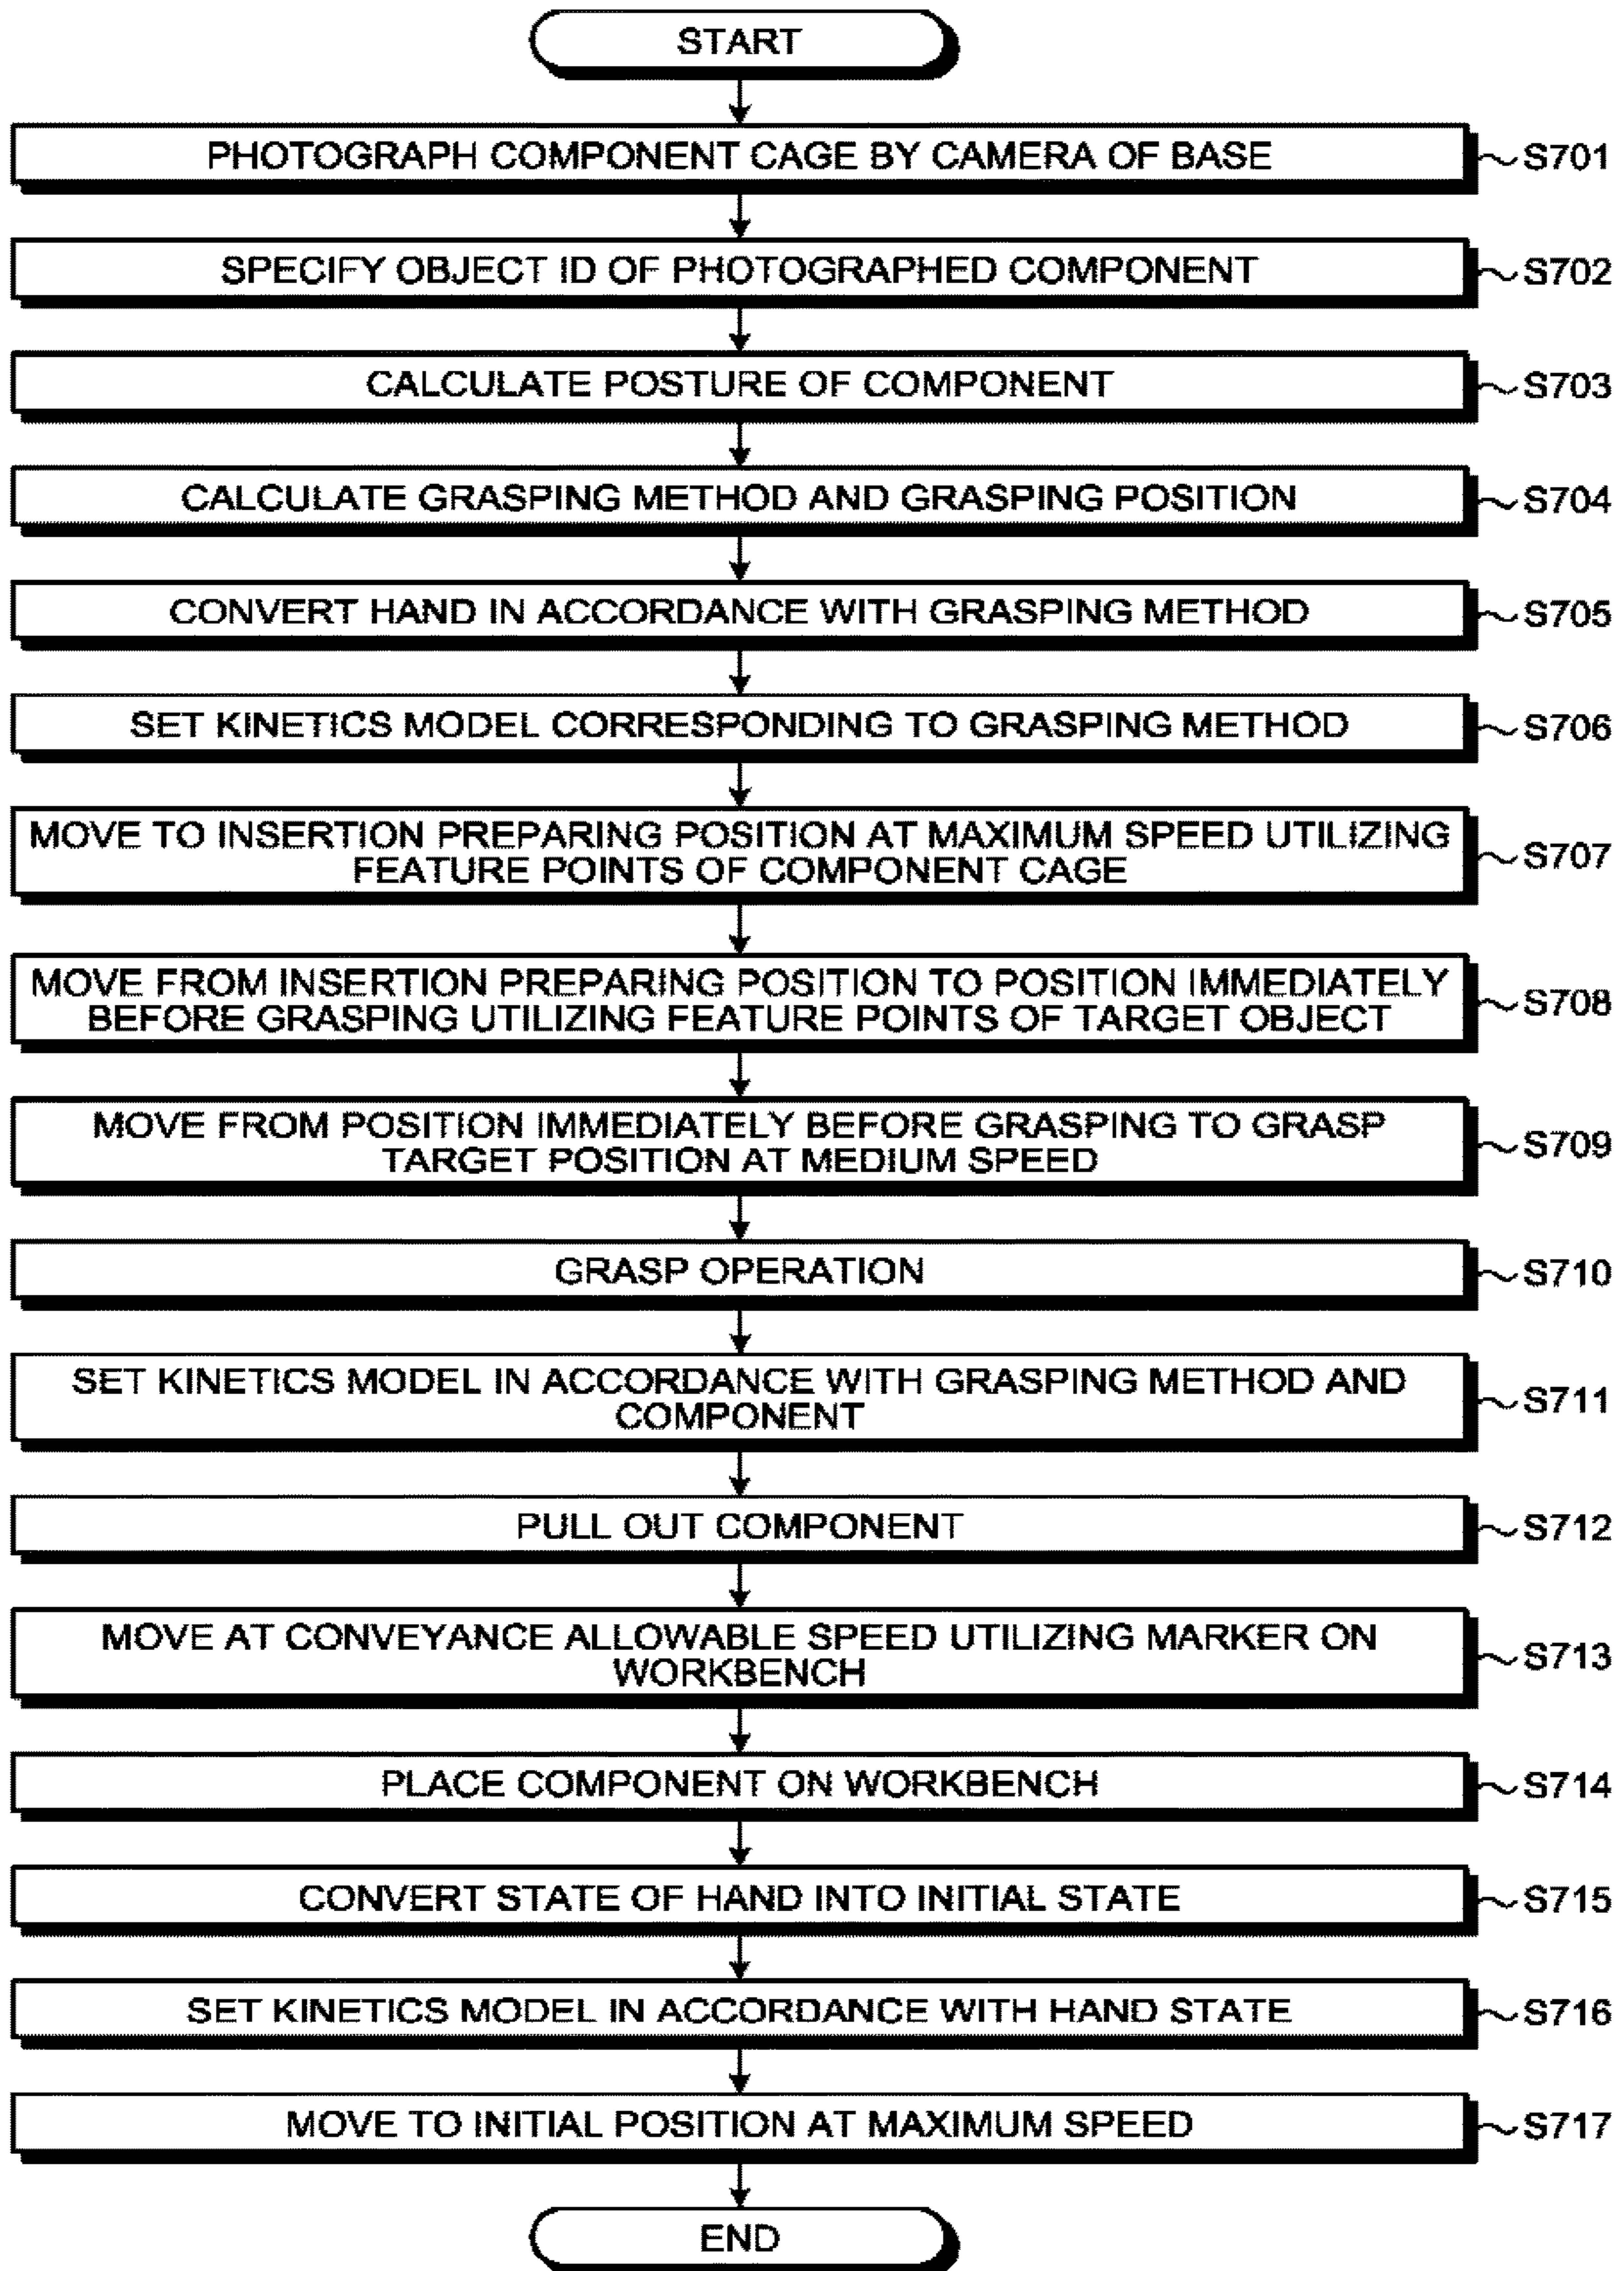 START
PHOTOGRAPH COMPONENT CAGE BY CAMERA OF BASE
S701
SPECIFY OBJECT ID OF PHOTOGRAPHED COMPONENT
S702
CALCULATE POSTURE OF COMPONENT
S703
CALCULATE GRASPING METHOD AND GRASPING POSITION
S704
CONVERT HAND IN ACCORDANCE WITH GRASPING METHOD
S705
SET KINETICS MODEL CORRESPONDING TO GRASPING METHOD
S706
MOVE TO INSERTION PREPARING POSITION AT MAXIMUM SPEED UTILIZING
FEATURE POINTS OF COMPONENT CAGE
S707
MOVE FROM INSERTION PREPARING POSITION TO POSITION IMMEDIATELY
BEFORE GRASPING UTILIZING FEATURE POINTS OF TARGET OBJECT
S708
MOVE FROM POSITION IMMEDIATELY BEFORE GRASPING TO GRASP
TARGET POSITION AT MEDIUM SPEED
S709
GRASP OPERATION
S710
SET KINETICS MODEL IN ACCORDANCE WITH GRASPING METHOD AND
COMPONENT
S711
PULL OUT COMPONENT
S712
MOVE AT CONVEYANCE ALLOWABLE SPEED UTILIZING MARKER ON
WORKBENCH
S713
PLACE COMPONENT ON WORKBENCH
S714
CONVERT STATE OF HAND INTO INITIAL STATE
S715
SET KINETICS MODEL IN ACCORDANCE WITH HAND STATE
S716
MOVE TO INITIAL POSITION AT MAXIMUM SPEED
S717
END